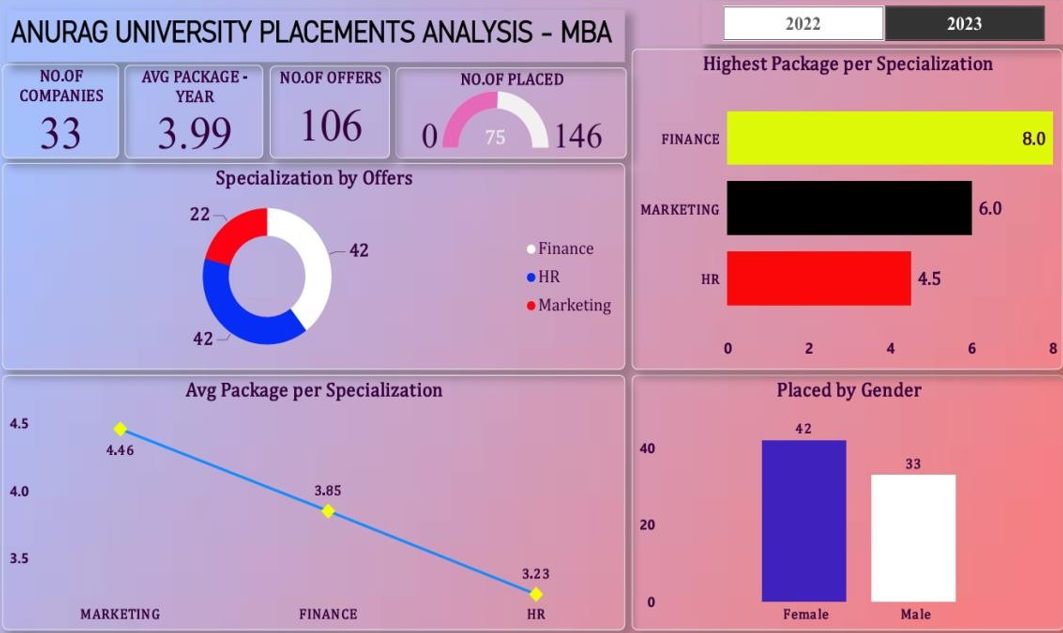 ANURAG UNIVERSITY PLACEMENTS ANALYSIS - MBA
2022
2023
NO.OF
COMPANIES
33
AVG PACKAGE -
YEAR
3.99
NO.OF OFFERS
106
NO.OF PLACED
0
75
146
Highest Package per Specialization
FINANCE
8.0
MARKETING
6.0
HR
4.5
0 2 4 6 8
Specialization by Offers
22
42
42
Finance
HR
Marketing
Avg Package per Specialization
4.5
4.0
3.5
4.46
3.85
3.23
MARKETING FINANCE HR
Placed by Gender
40
20
0
42
33
Female Male